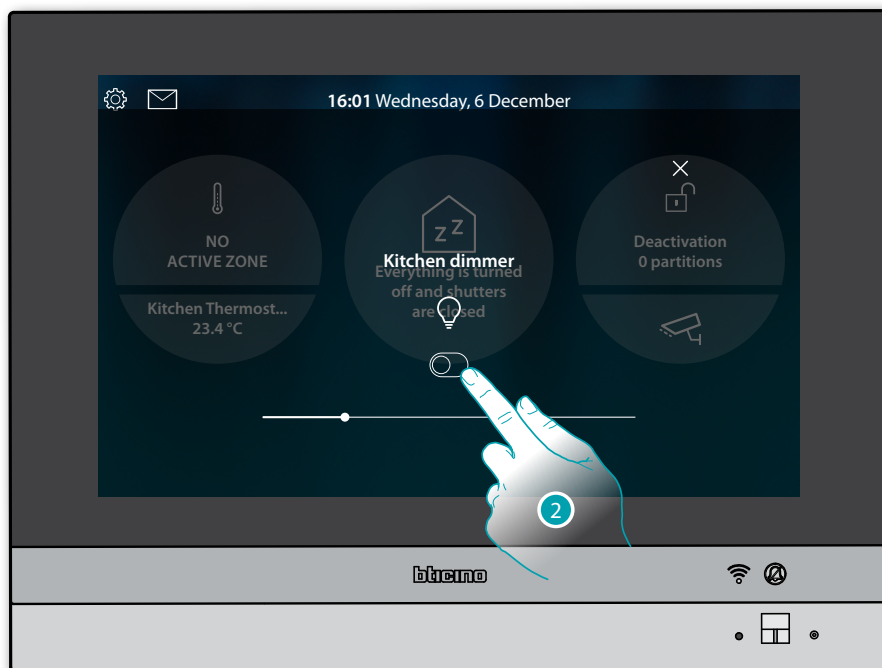 16:01 Wednesday, 6 December
NO
ACTIVE ZONE
Kitchen Thermost...
23.4 °C
zZ
Kitchen dimmer
Everything is turned
off and shutters
are closed
Deactivation
0 partitions
2
bticino